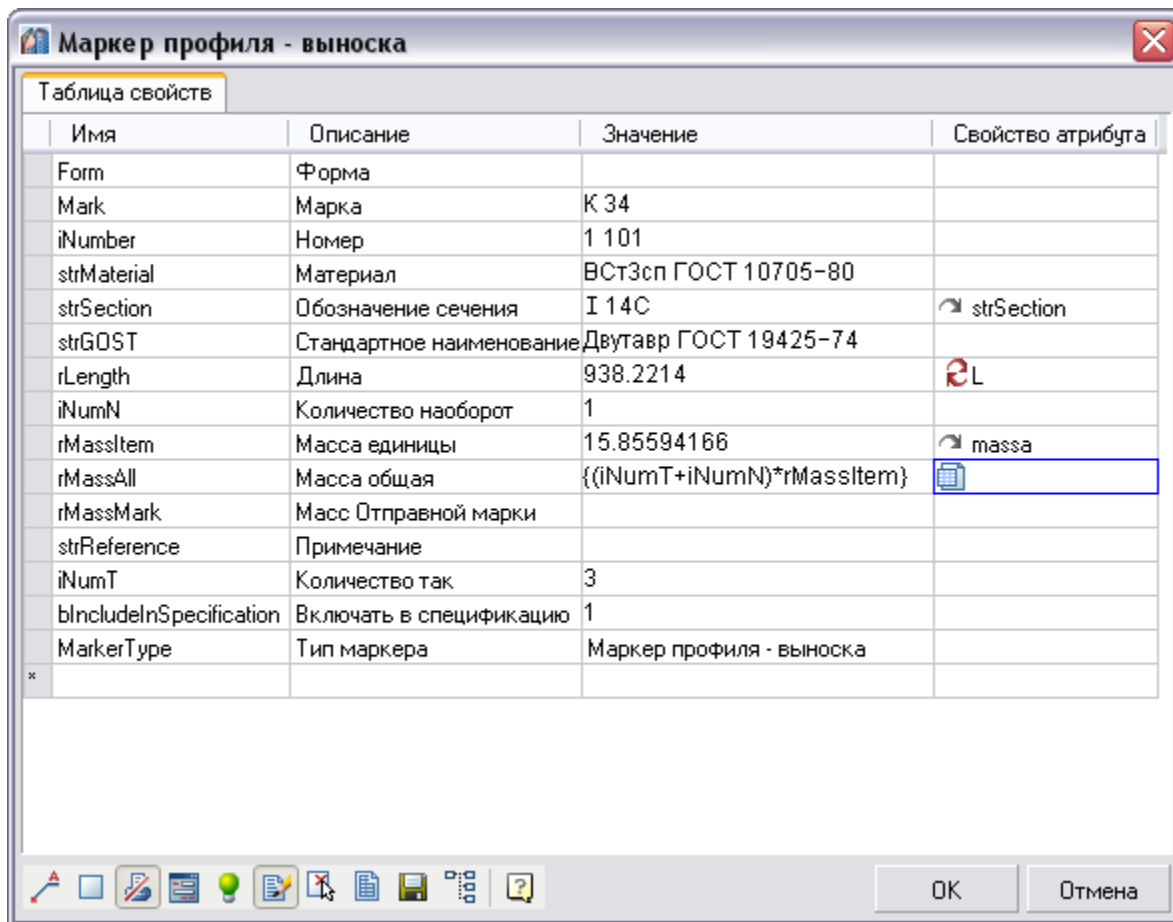 Маркер профиля - выноска
Таблица свойств
Имя Описание Значение Свойство атрибута
Form Форма
Mark Марка К 34
iNumber Номер 1 101
strMaterial Материал ВСт3сп ГОСТ 10705-80
strSection Обозначение сечения I 14С strSection
strGOST Стандартное наименование Двутавр ГОСТ 19425-74
rLength Длина 938.2214 L
iNumN Количество наоборот 1
rMassItem Масса единицы 15.85594166 massa
rMassAll Масса общая {(iNumT+iNumN)*rMassItem}
rMassMark Масс Отправной марки
strReference Примечание
iNumT Количество так 3
bIncludeInSpecification Включать в спецификацию 1
MarkerType Тип маркера Маркер профиля - выноска
*
OK Отмена